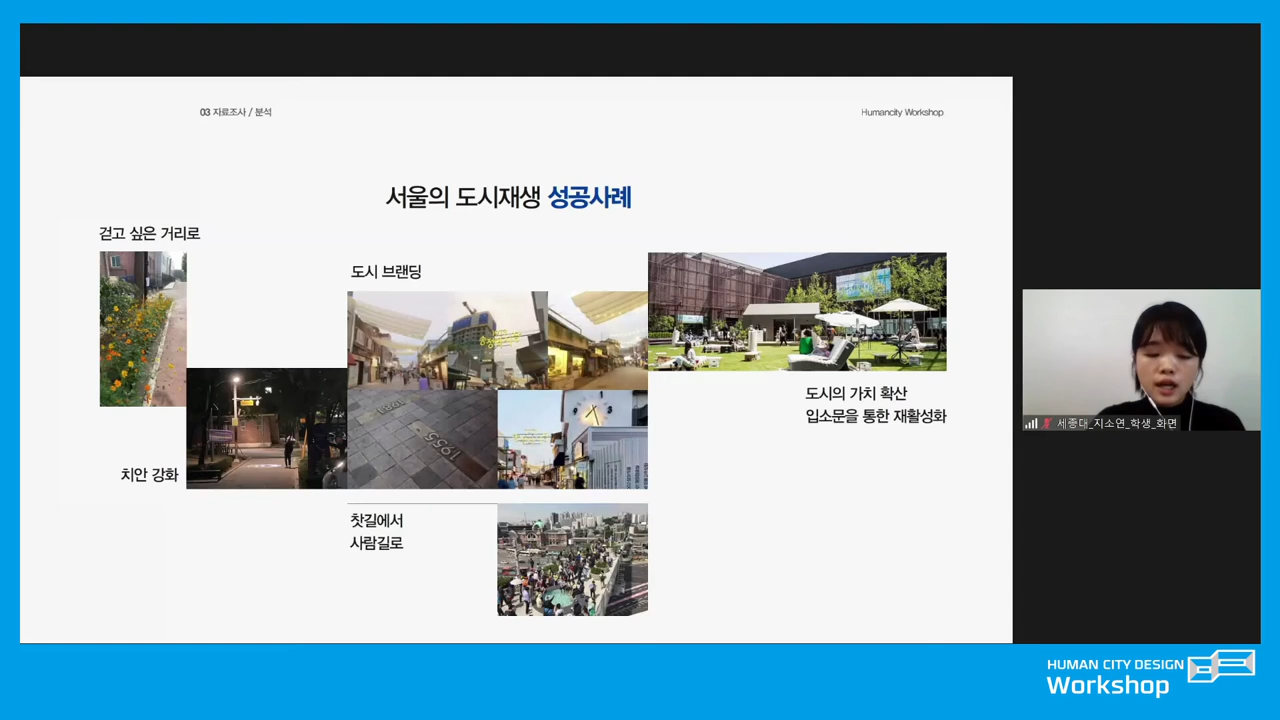 03 자료조사 / 분석
Humancity Workshop
서울의 도시재생 성공사례
걷고 싶은 거리로
도시 브랜딩
도시의 가치 확산
입소문을 통한 재활성화
치안 강화
1981
1955
찻길에서
사람길로
세종대_지소연_학생_화면
HUMAN CITY DESIGN
Workshop